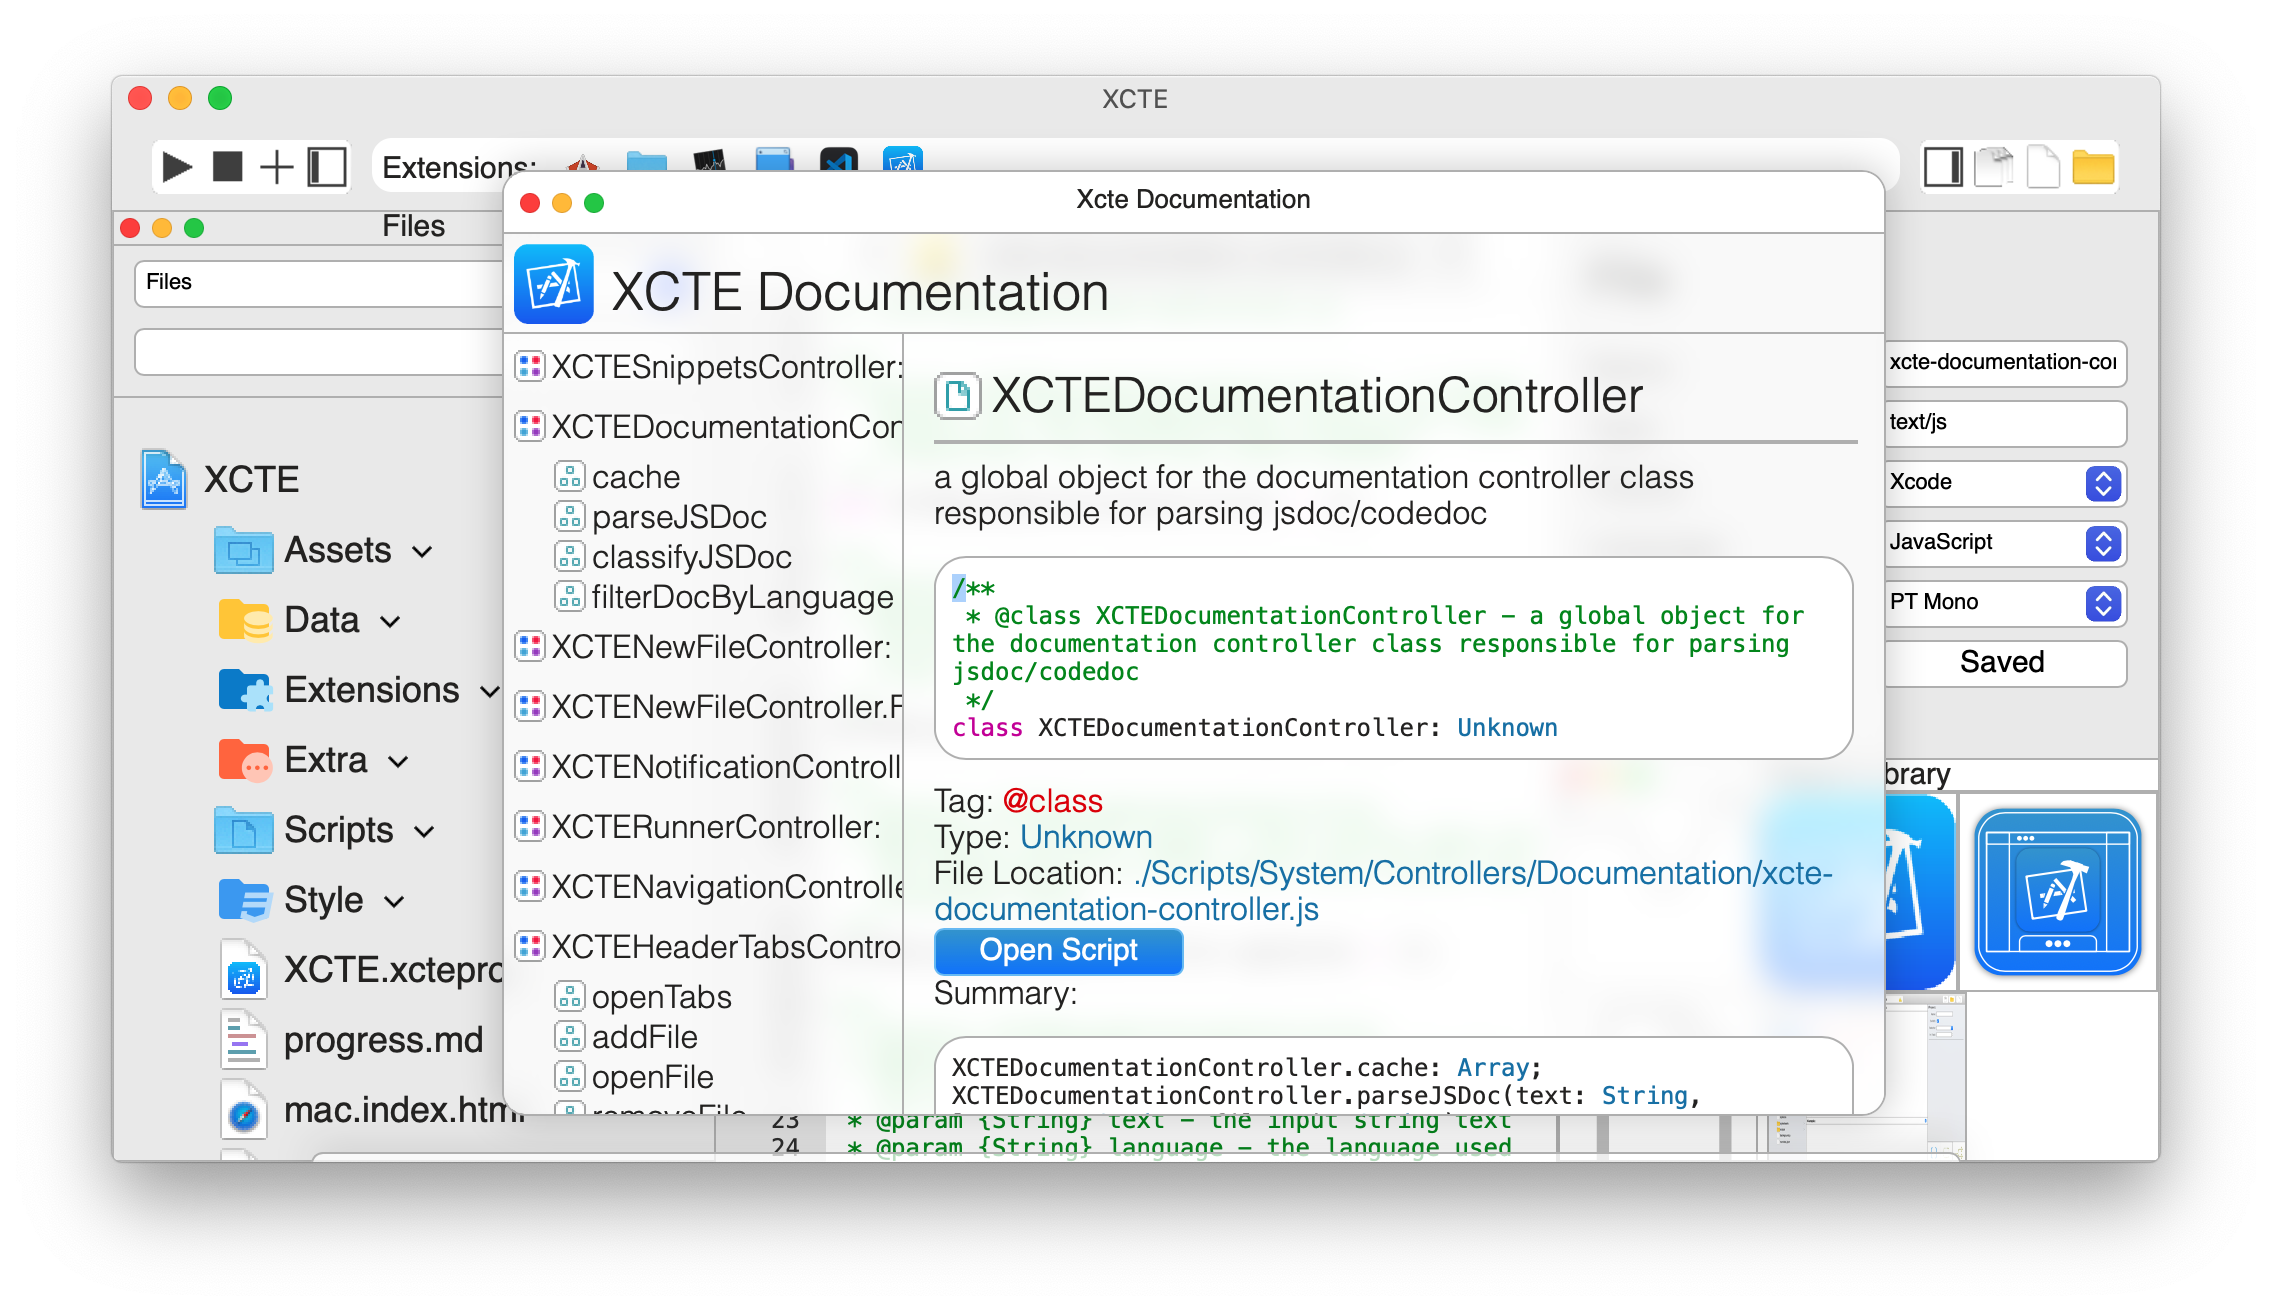 XCTE
Extensions:
Files
Files
XCTE
Assets
Data
Extensions
Extra
Scripts
Style
XCTE.xctepro
progress.md
mac.index.html
Xcte Documentation
XCTE Documentation
XCTESnippetsController:
XCTEDocumentationCon
cache
parseJSDoc
classifyJSDoc
filterDocByLanguage
XCTENewFileController:
XCTENewFileController.F
XCTENotificationControll
XCTERunnerController:
XCTENavigationControlle
XCTEHeaderTabsContro
openTabs
addFile
openFile
removeFile
XCTEDocumentationController
a global object for the documentation controller class
responsible for parsing jsdoc/codedoc
/**
* @class XCTEDocumentationController – a global object for
the documentation controller class responsible for parsing
jsdoc/codedoc
*/
class XCTEDocumentationController: Unknown
Tag: @class
Type: Unknown
File Location: ./Scripts/System/Controllers/Documentation/xcte-
documentation-controller.js
Open Script
Summary:
XCTEDocumentationController.cache: Array;
XCTEDocumentationController.parseJSDoc(text: String,
23 * @param {String} text – the input string text
24 * @param {String} language – the language used
xcte-documentation-cor
text/js
Xcode
JavaScript
PT Mono
Saved
brary